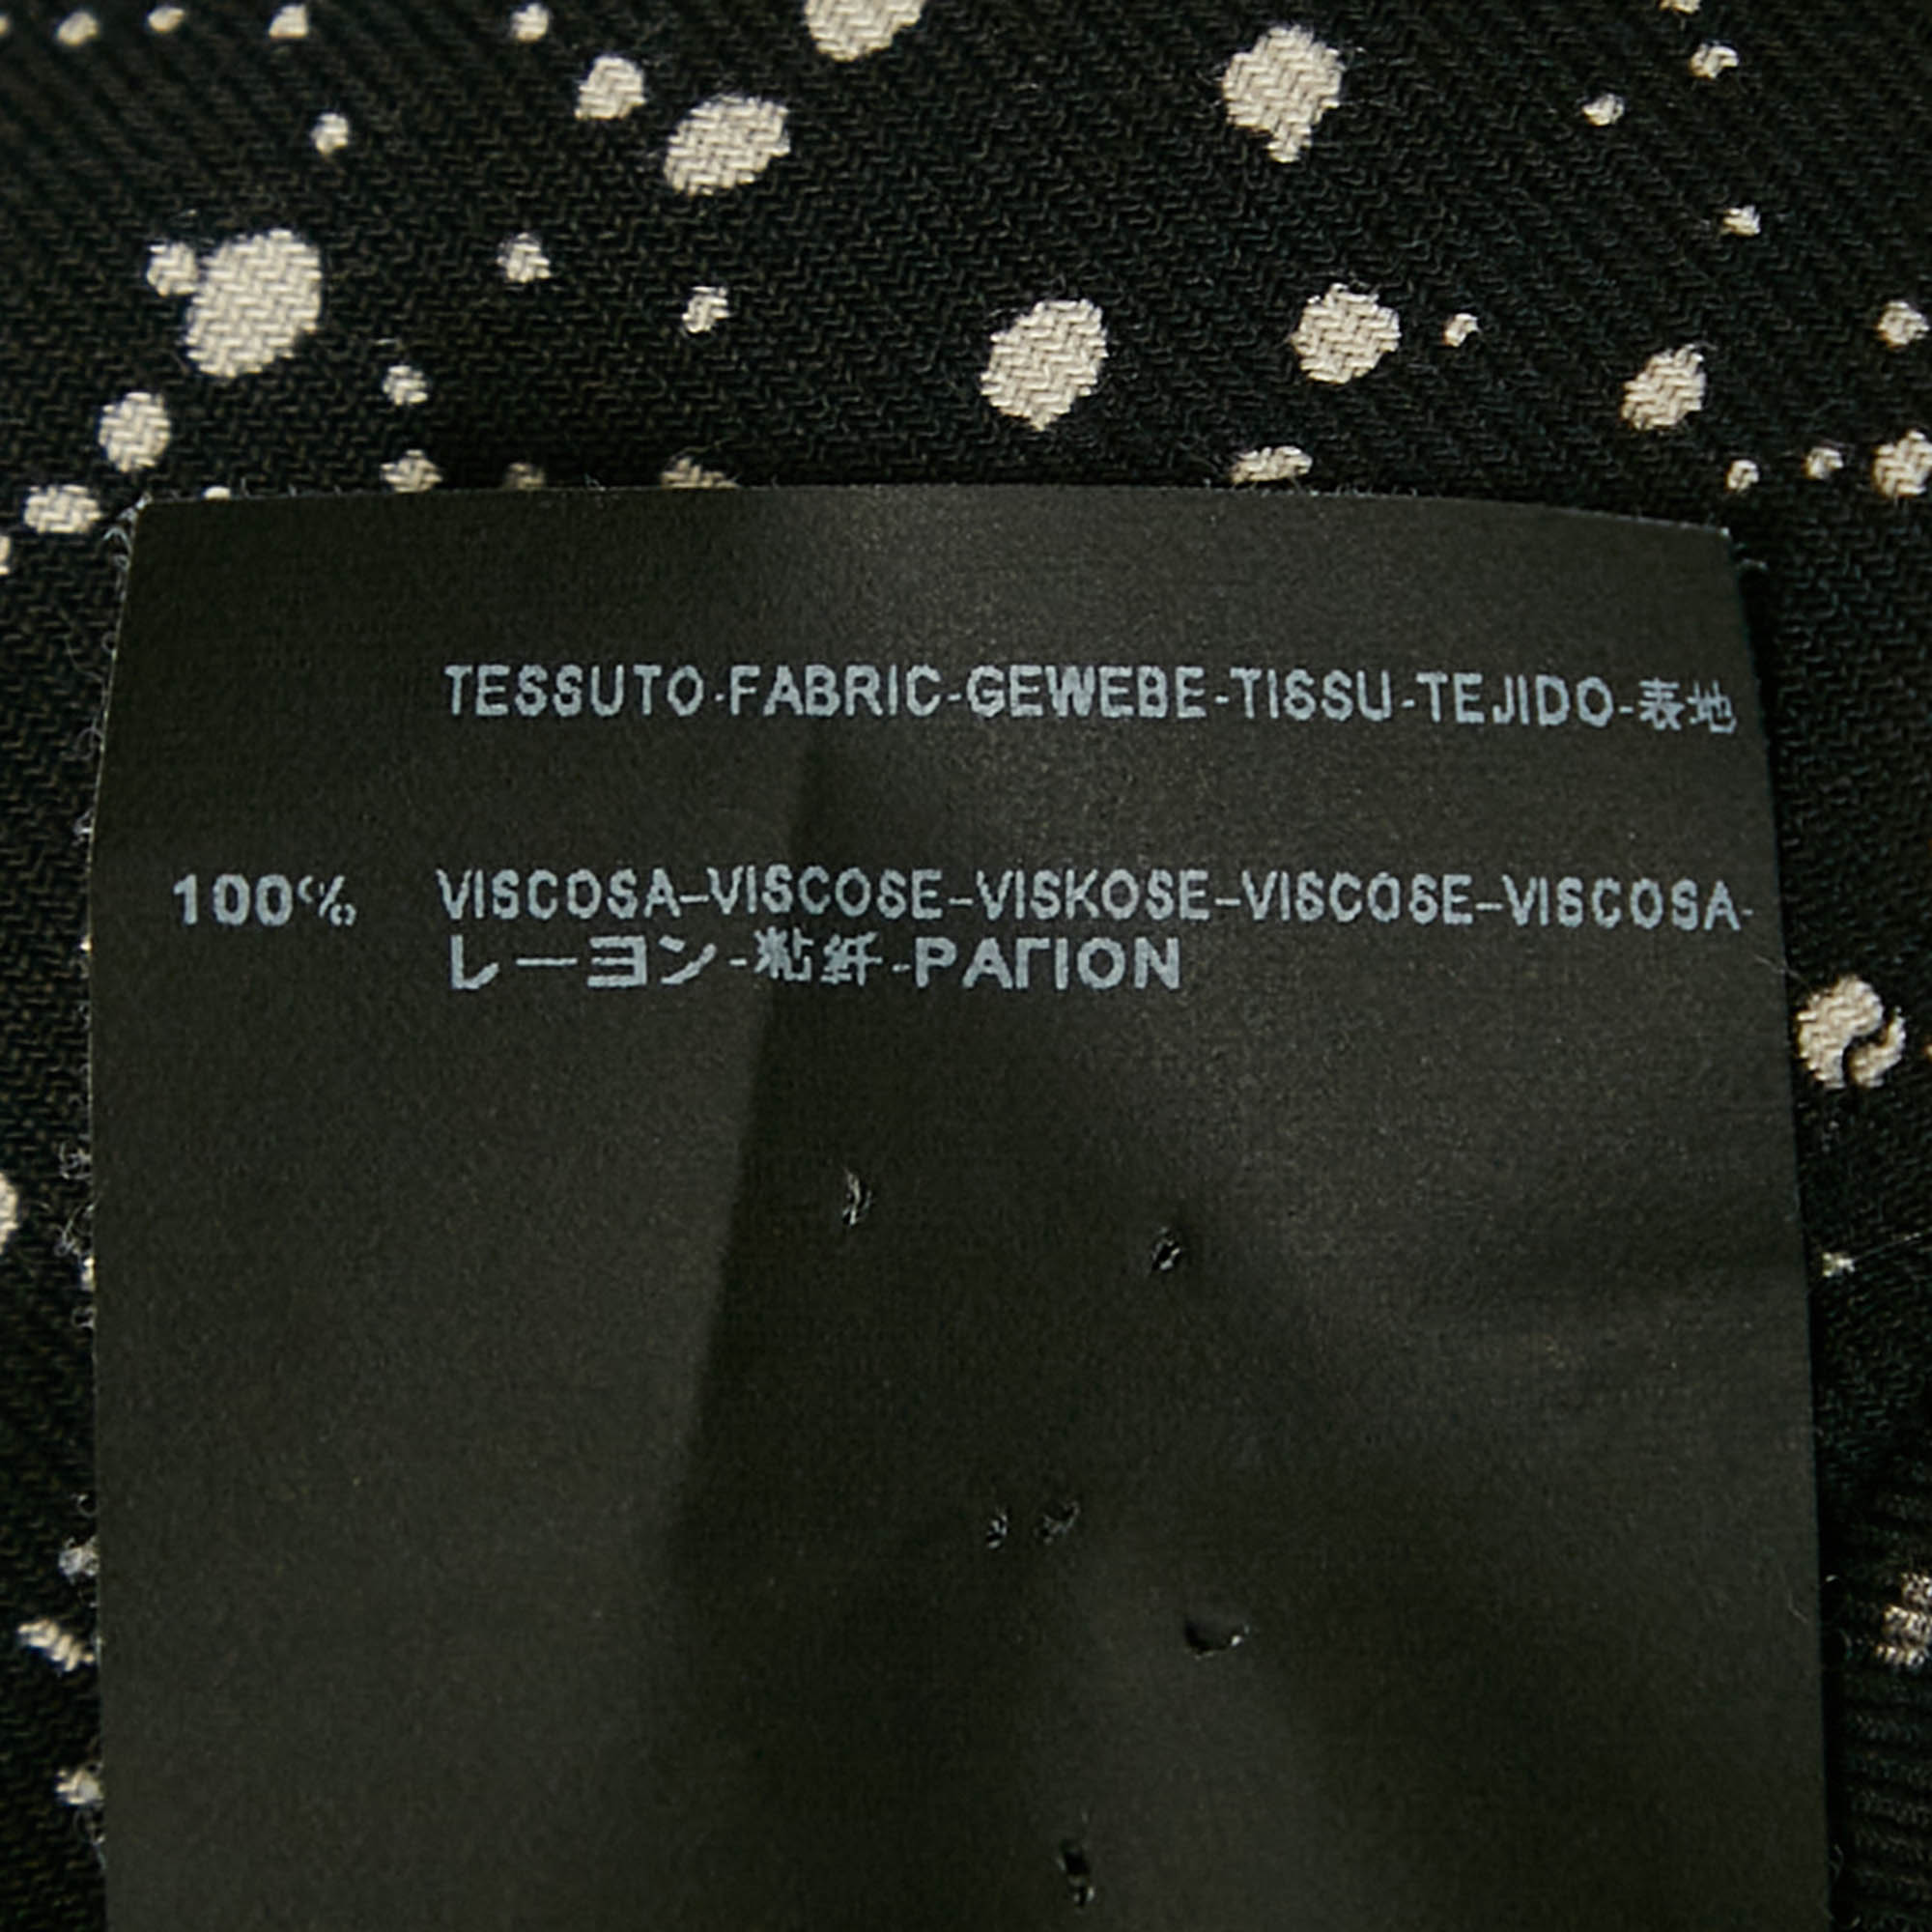 TESSUTO-FABRIC-GEWEBE-TISSU-TEJIDO-表地
100% VISCOSA-VISCOSE-VISKOSE-VISCOSE-VISCOSA-
レーヨン-粘纤-ΡΑΓΙΟΝ